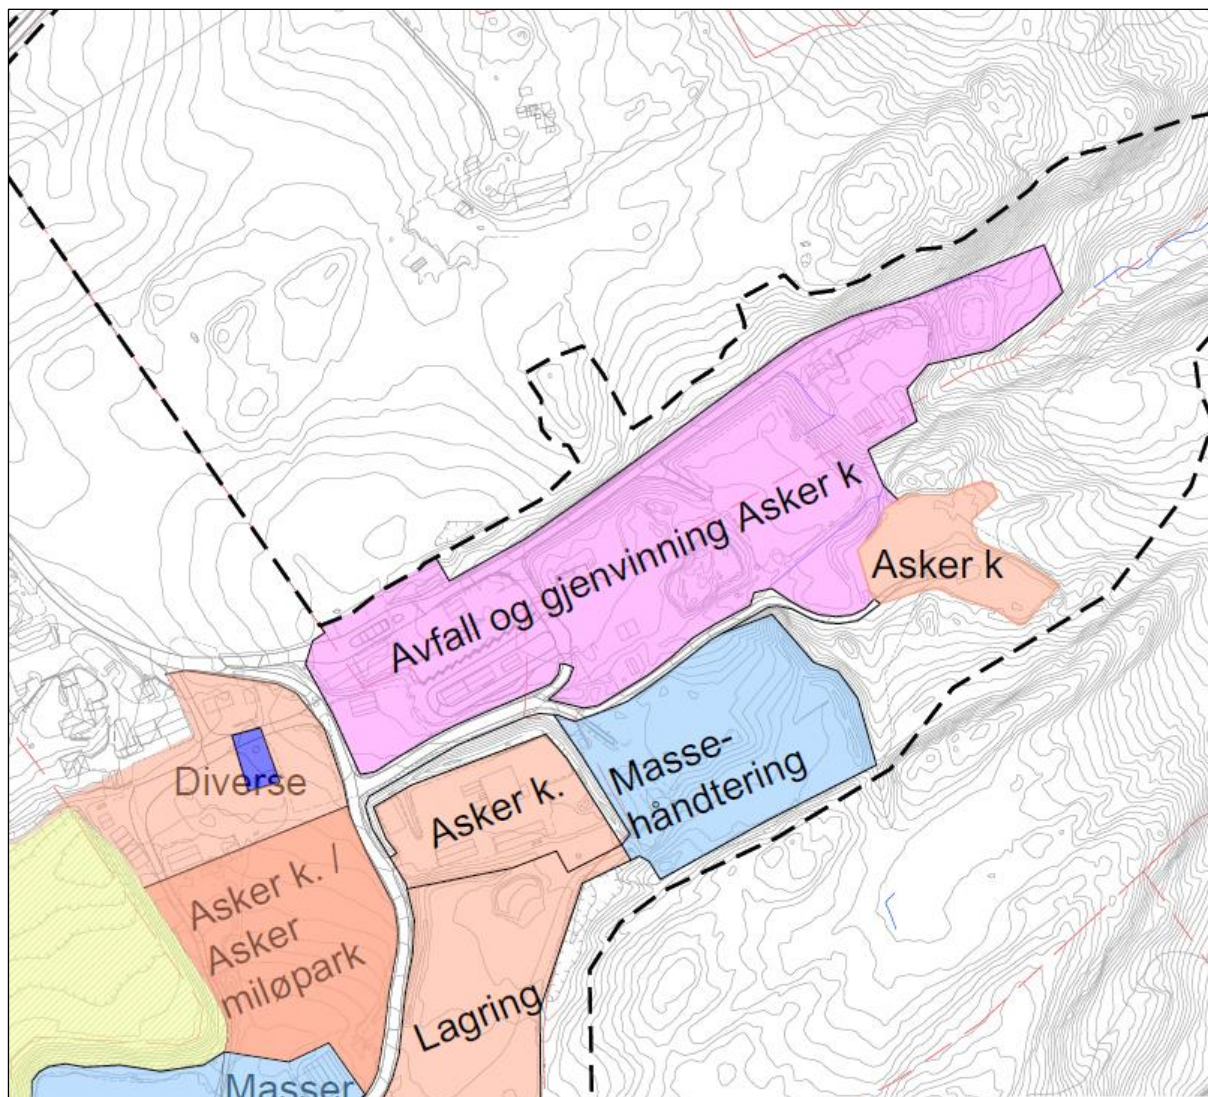 Avfall og gjenvinning Asker k
Asker k
Masse-
håndtering
Diverse
Asker k.
Asker k. /
Asker
miløpark
Lagring
Masser